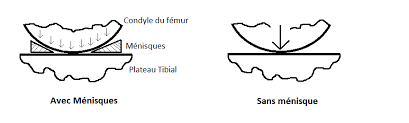 Condyle du fémur
Ménisques
Plateau Tibial
Avec Ménisques
Sans ménisque